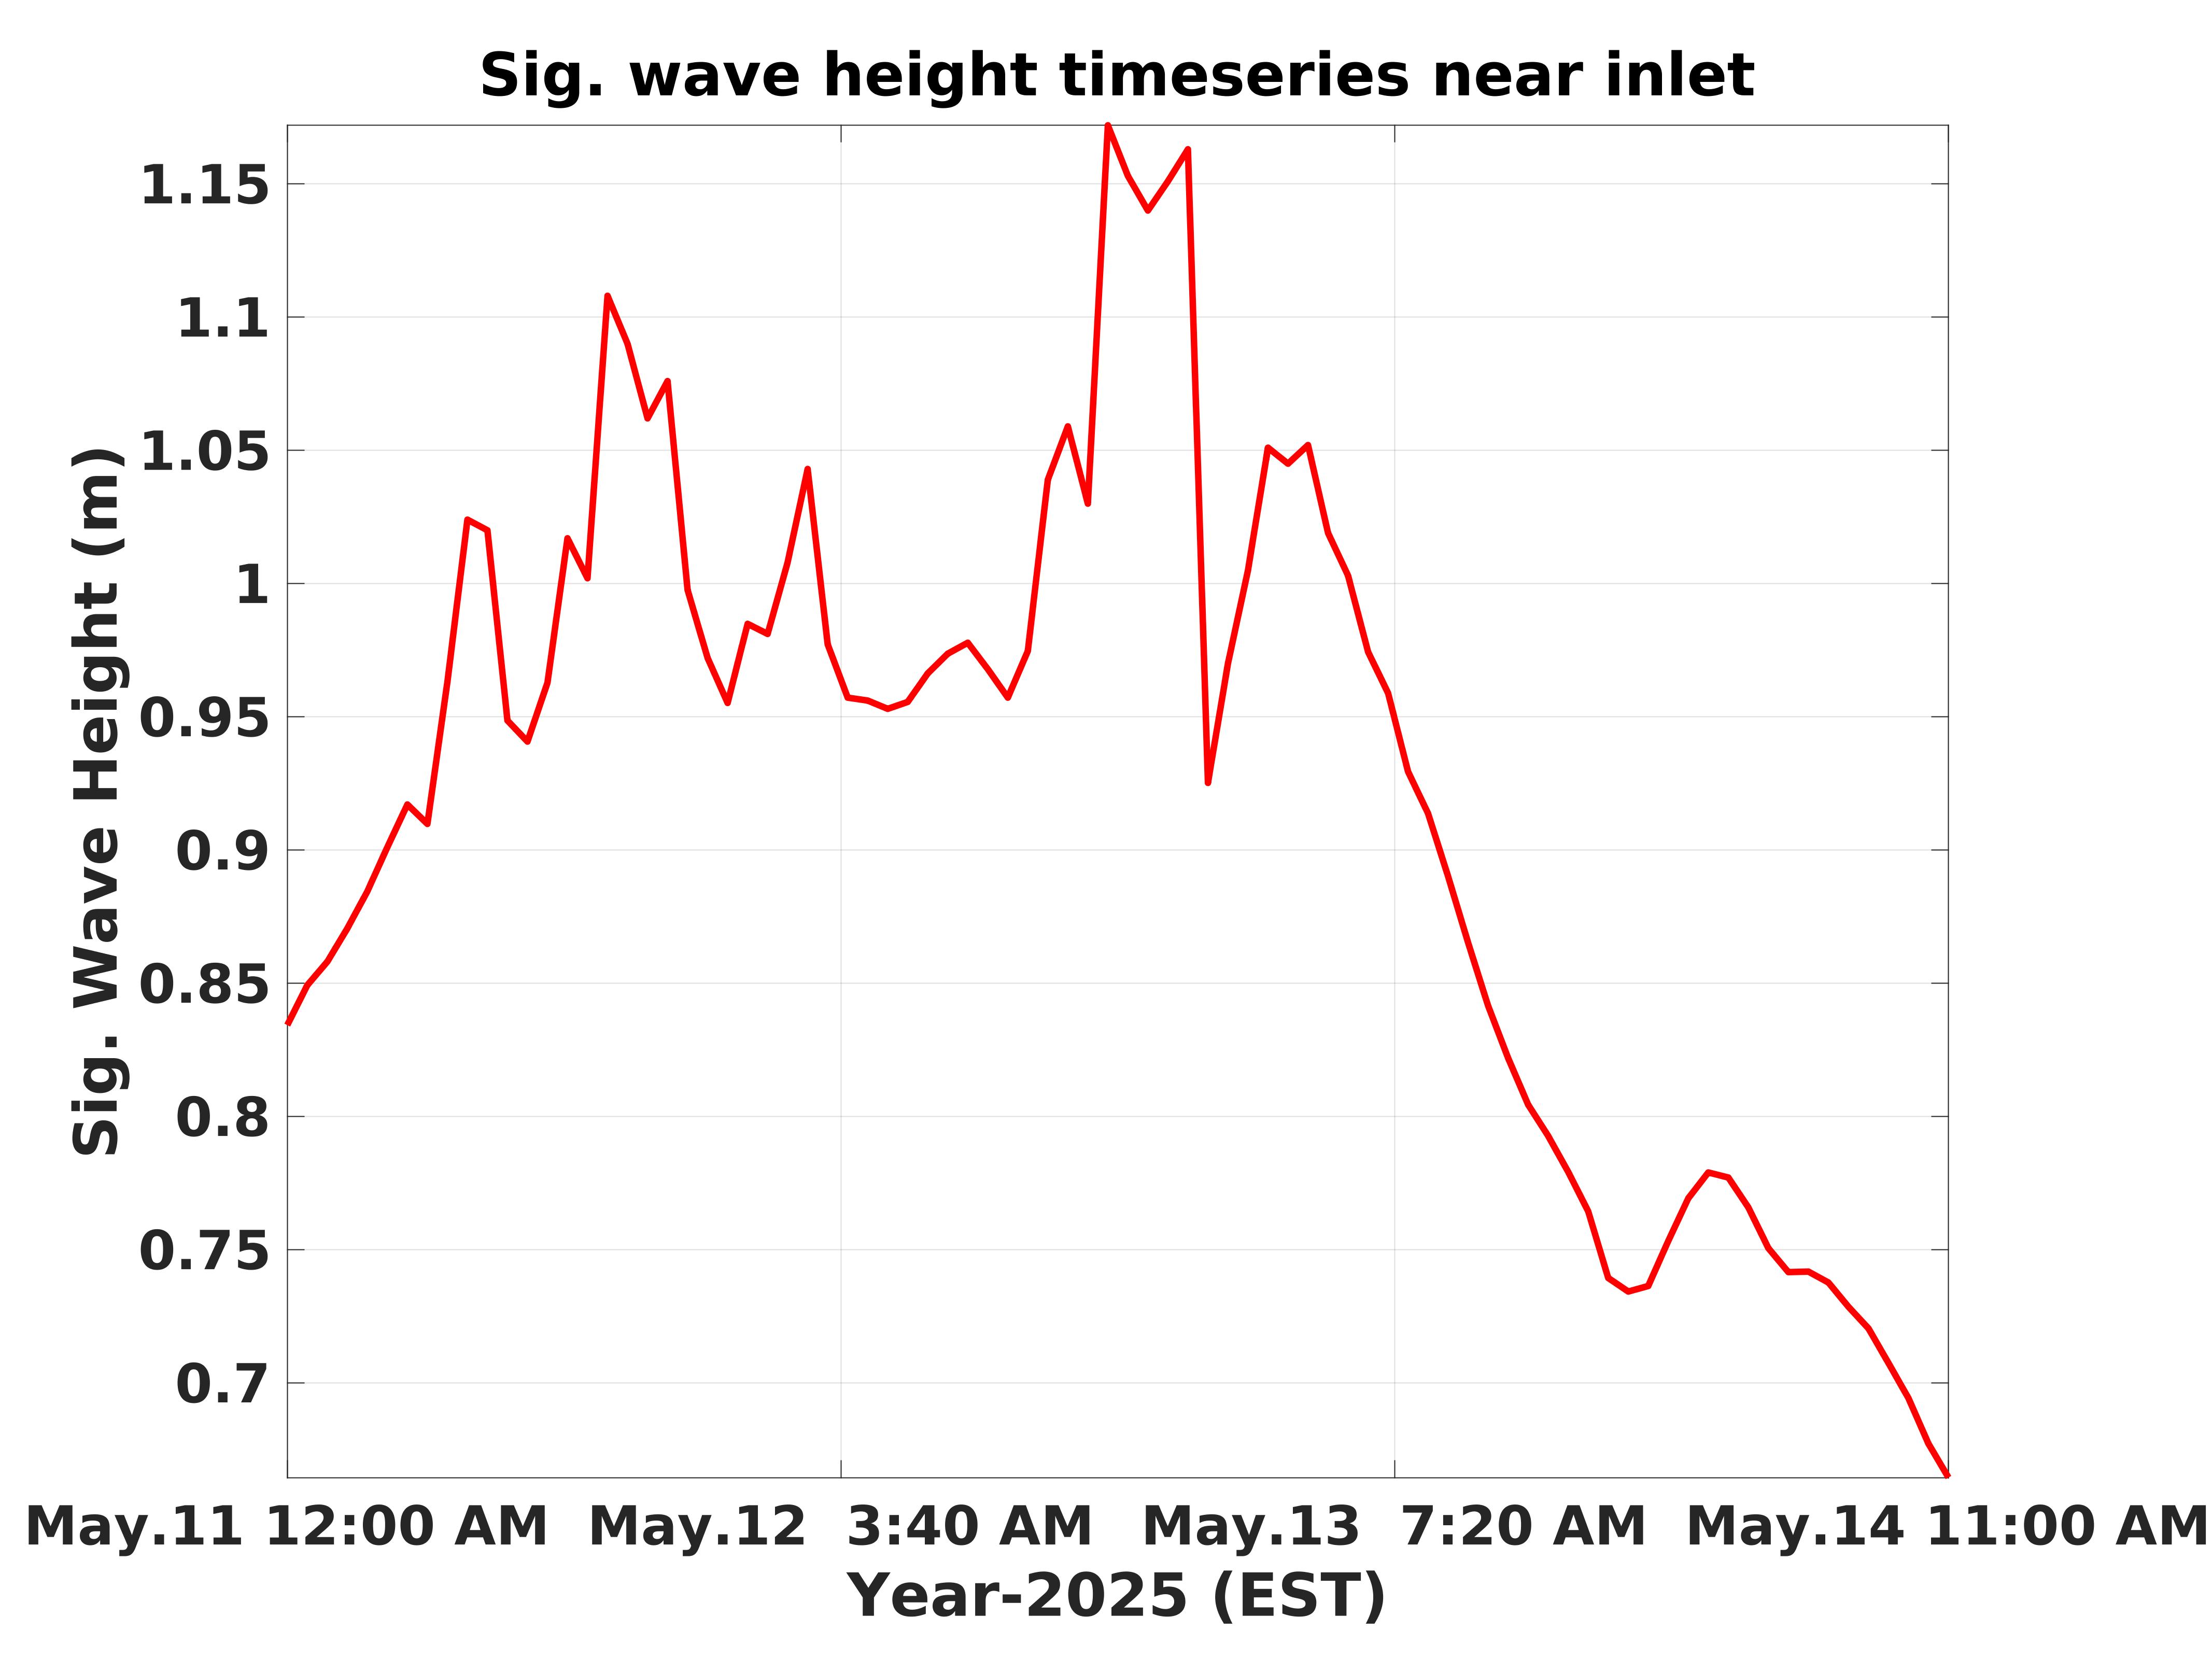 Sig. wave height timeseries near inlet
Sig. Wave Height (m)
1.15
1.1
1.05
1
0.95
0.9
0.85
0.8
0.75
0.7
May.11 12:00 AM May.12 3:40 AM May.13 7:20 AM May.14 11:00 AM
Year-2025 (EST)